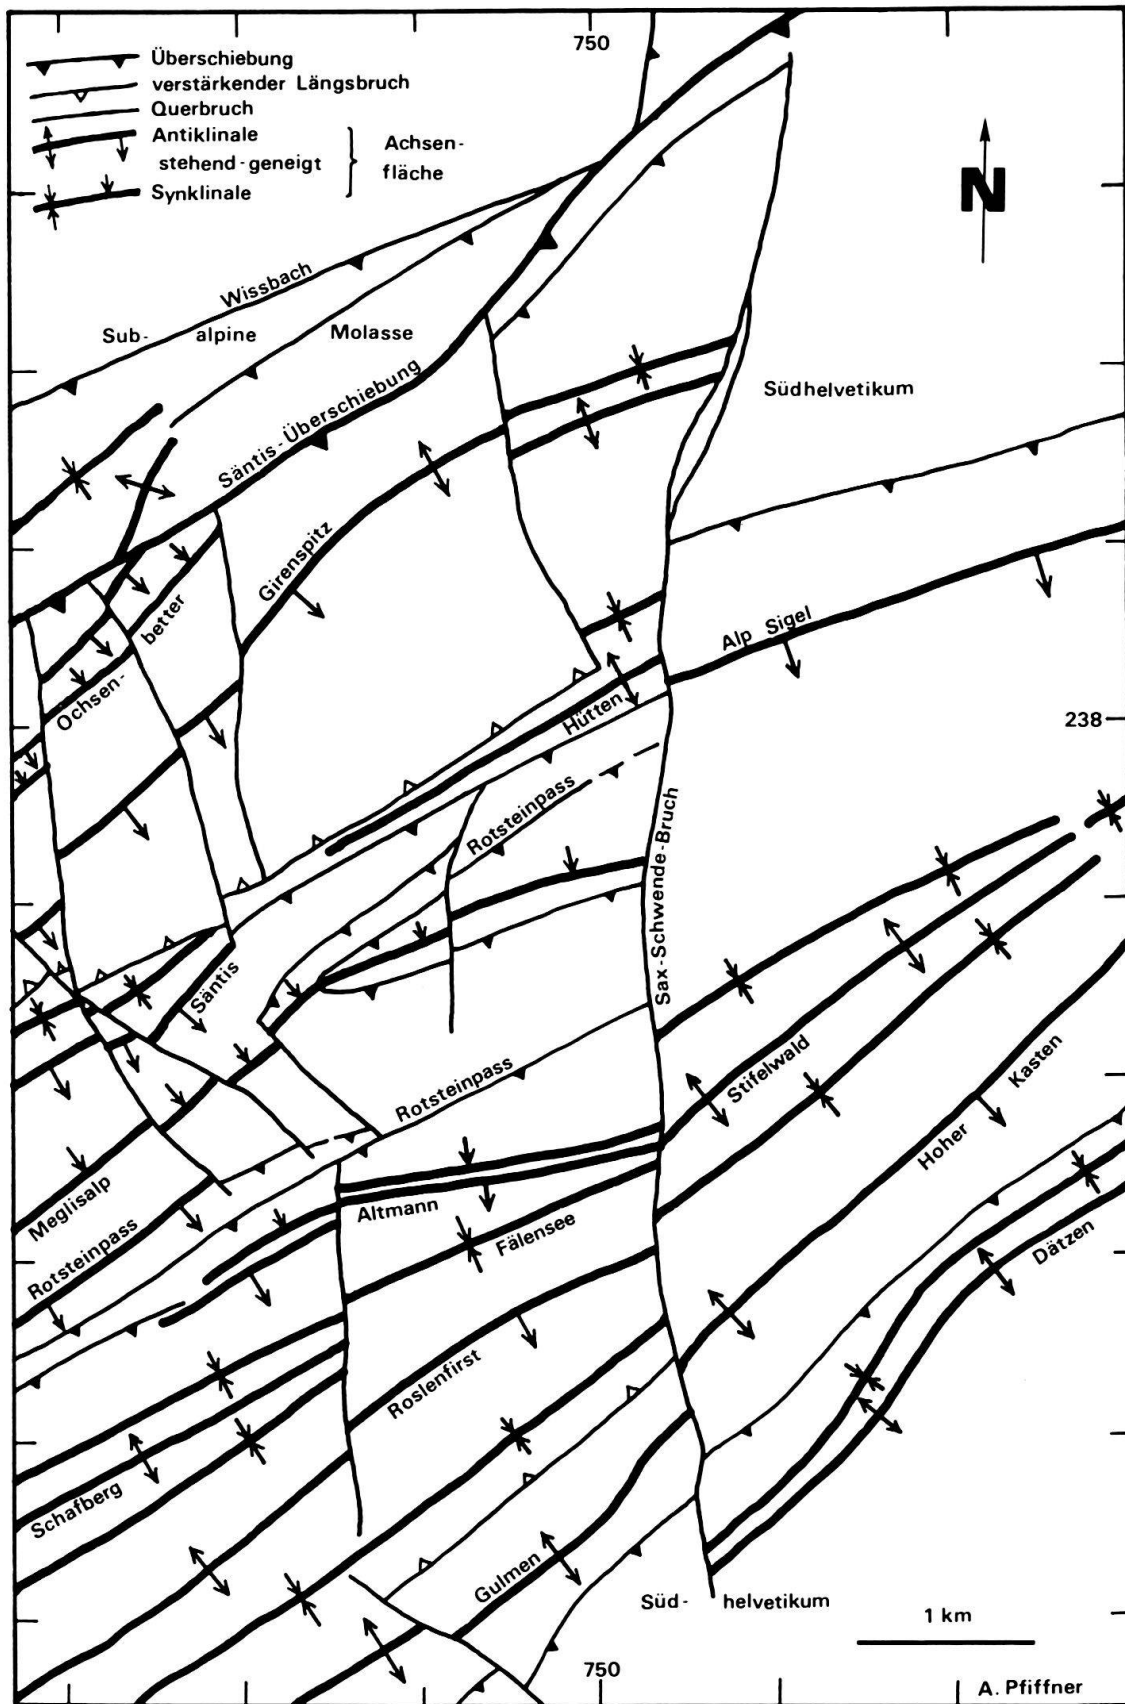 750
Überschiebung
verstärkender Längsbruch
Querbruch
Antiklinale
stehend-geneigt
Synklinale
Achsen-
fläche
N
Wissbach
Sub-
alpine
Molasse
Säntis-Überschiebung
Südhelvetikum
Girenspitz
Ochsen-
better
Alp Sigel
Hütten
238
Rotsteinpass
Sax-Schwende-Bruch
Säntis
Rotsteinpass
Stifelwald
Hoher
Kasten
Meglisalp
Rotsteinpass
Altmann
Fälensee
Dätzen
Roslenfirst
Schafberg
Gulmen
Süd-
helvetikum
1 km
750
A. Pfiffner